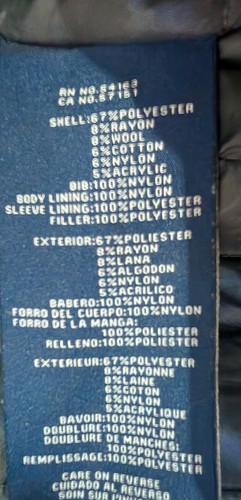 RN NO.54163
CA NO.57151
SHELL:67%POLYESTER
8%RAYON
8%WOOL
6%COTTON
6%NYLON
5%ACRYLIC
BIB:100%NYLON
BODY LINING:100%NYLON
SLEEVE LINING:100%POLYESTER
FILLER:100%POLYESTER
EXTERIOR:67%POLIESTER
8%RAYON
8%LANA
6%ALGODON
6%NYLON
5%ACRILICO
BABERO:100%NYLON
FORRO DEL CUERPO:100%NYLON
FORRO DE LA MANGA:
100%POLIESTER
RELLENO:100%POLIESTER
EXTERIEUR:67%POLYESTER
8%RAYONNE
8%LAINE
6%COTON
6%NYLON
5%ACRYLIQUE
BAVOIR:100%NYLON
DOUBLURE:100%NYLON
DOUBLURE DE MANCHES:
100%POLYESTER
REMPLISSAGE:100%POLYESTER
CARE ON REVERSE
CUIDADO AL REVERSO
SOIN SUR L'INVERSE